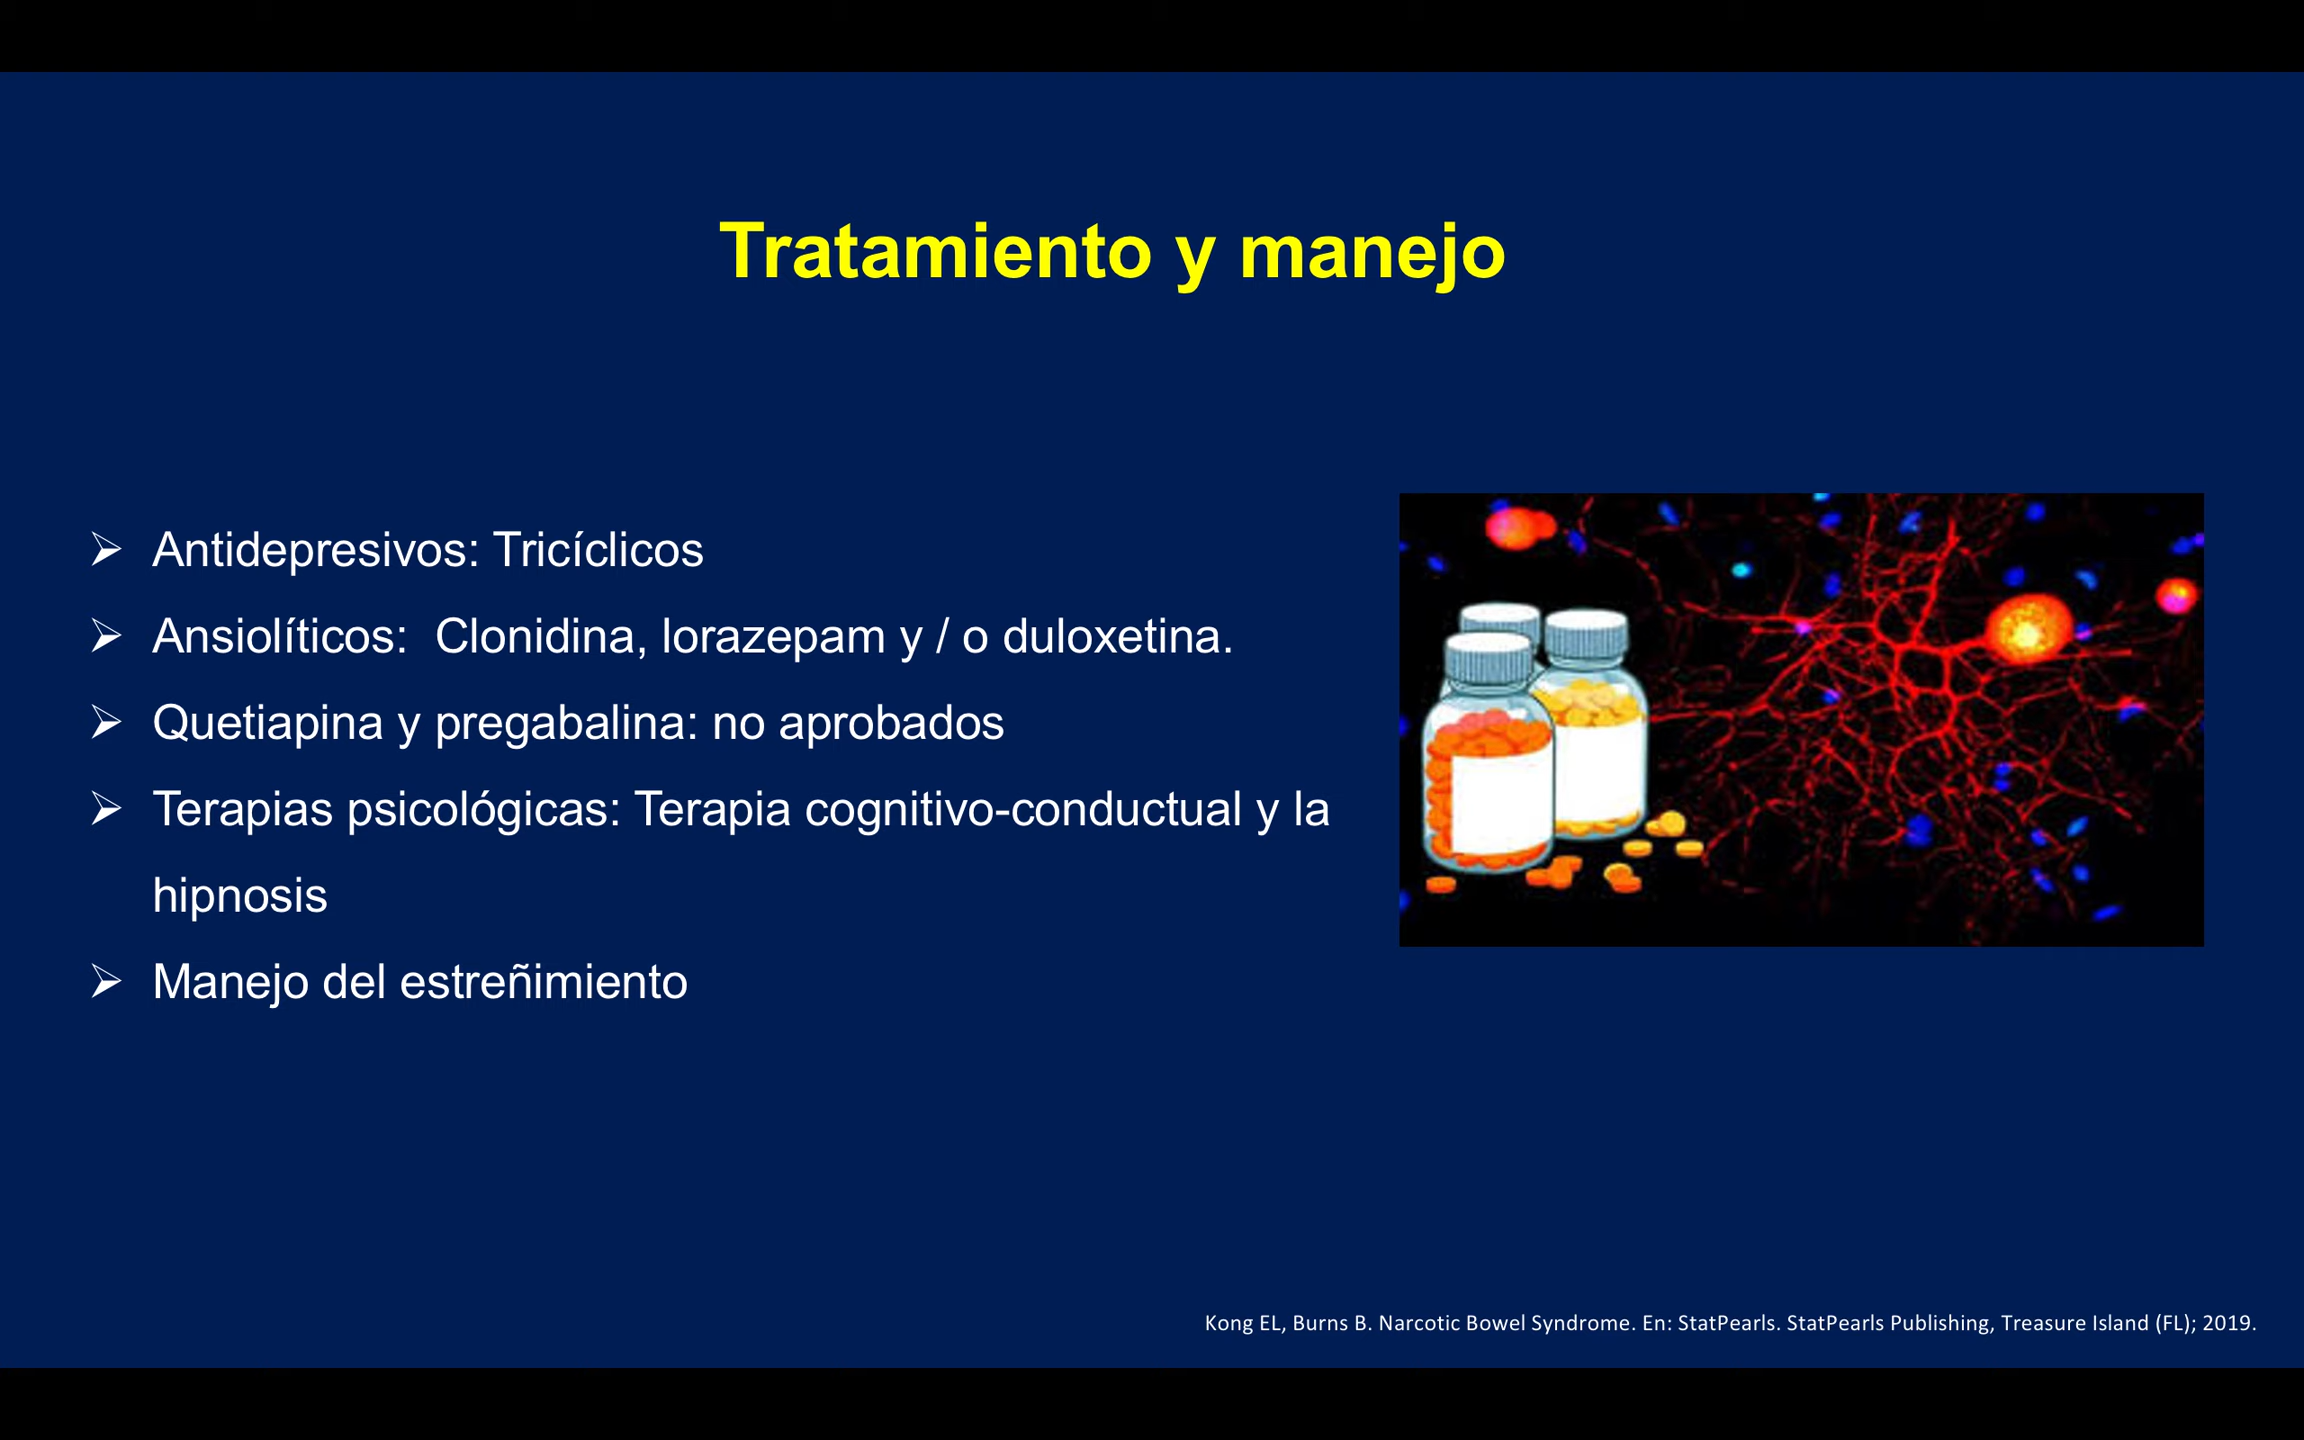 Tratamiento y manejo
➢ Antidepresivos: Tricíclicos
➢ Ansiolíticos:  Clonidina, lorazepam y / o duloxetina.
➢ Quetiapina y pregabalina: no aprobados
➢ Terapias psicológicas: Terapia cognitivo-conductual y la
hipnosis
➢ Manejo del estreñimiento
Kong EL, Burns B. Narcotic Bowel Syndrome. En: StatPearls. StatPearls Publishing, Treasure Island (FL); 2019.